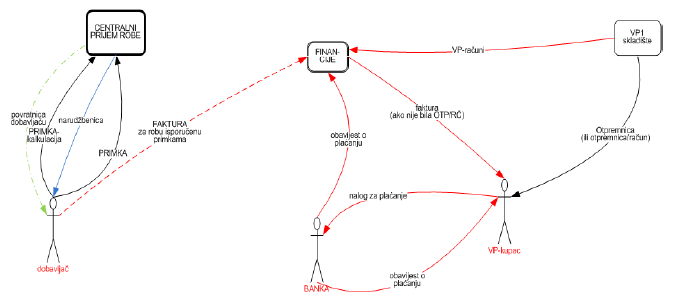 CENTRALNI
PRIJEM ROBE
FINAN-
CIJE
VP-računi
VP1
skladište
povratnica
dobavljaču
PRIMKA-
kalkulacija
narudžbenica
PRIMKA
FAKTURA
za robu isporučenu
primkama
obavijest o
plaćanju
faktura
(ako nije bila OTP/RČ)
Otpremnica
(ili otpremnica/račun)
nalog za plaćanje
dobavljač
BANKA
obavijest o
plaćanju
VP-kupac